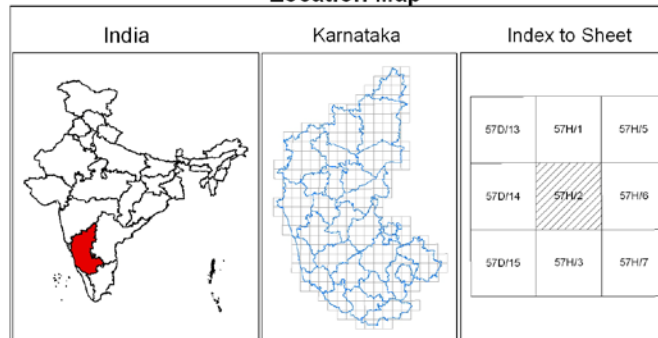 Location Map
India
Karnataka
Index to Sheet
57D/13
57H/1
57H/5
57D/14
57H/2
57H/6
57D/15
57H/3
57H/7